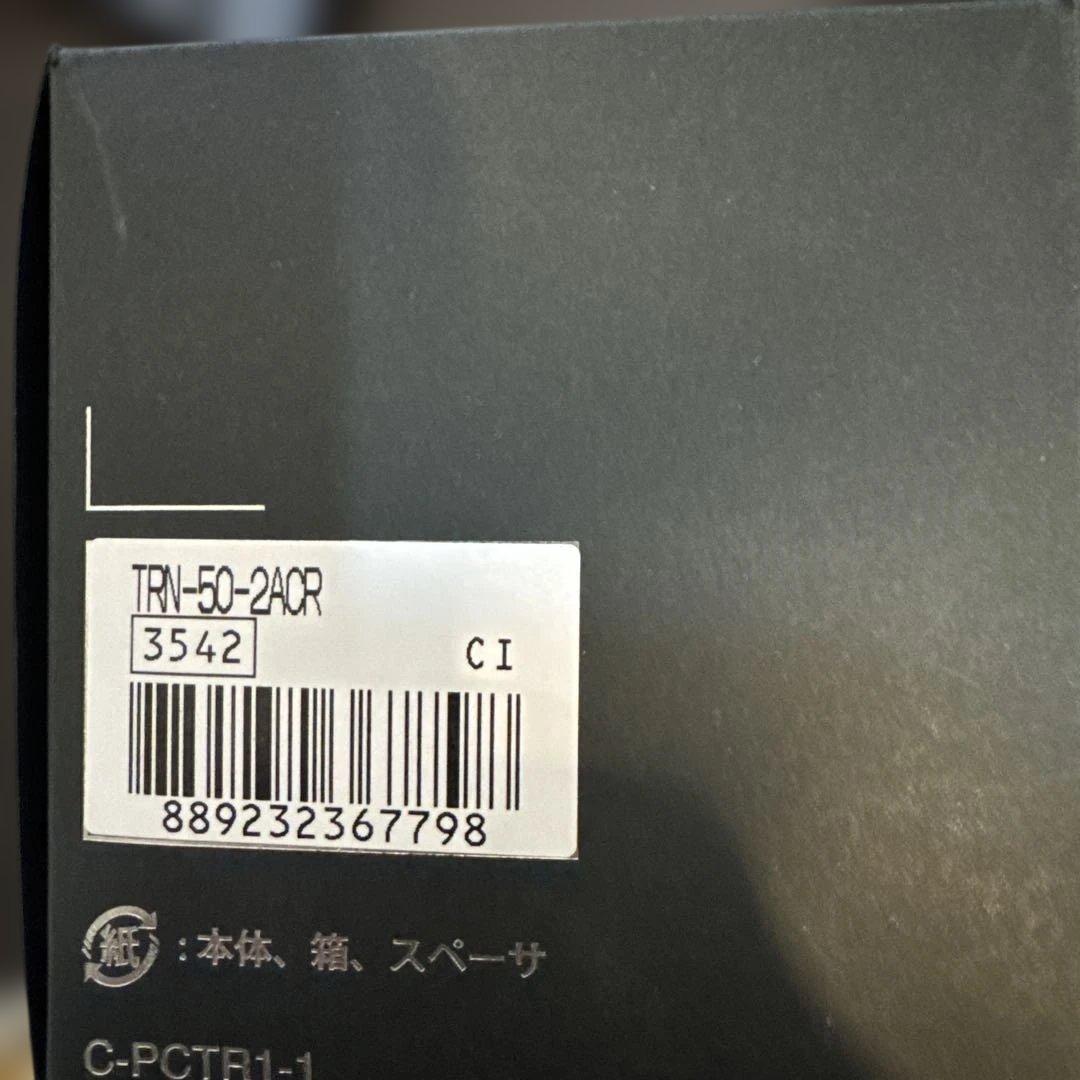 TRN-50-2ACR
3542
CI
889232367798
紙:本体、箱、スペーサ
C-PCTR1-1